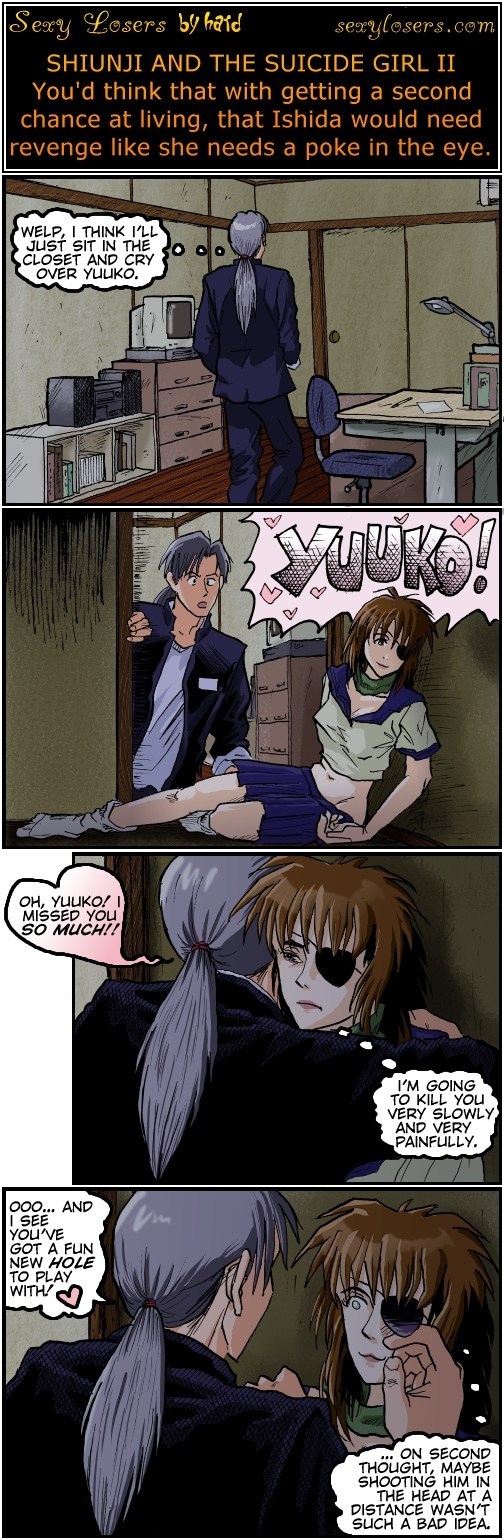 Sexy Losers by hard
sexylosers.com
SHIUNJI AND THE SUICIDE GIRL II
You'd think that with getting a second
chance at living, that Ishida would need
revenge like she needs a poke in the eye.
WELP, I THINK I'LL
JUST SIT IN THE
CLOSET AND CRY
OVER YUUKO.
YUUKO!
OH, YUUKO! I
MISSED YOU
SO MUCH!!
I'M GOING
TO KILL YOU
VERY SLOWLY
AND VERY
PAINFULLY.
OOO... AND
I SEE
YOU'VE
GOT A FUN
NEW HOLE
TO PLAY
WITH!
... ON SECOND
THOUGHT, MAYBE
SHOOTING HIM IN
THE HEAD AT A
DISTANCE WASN'T
SUCH A BAD IDEA.